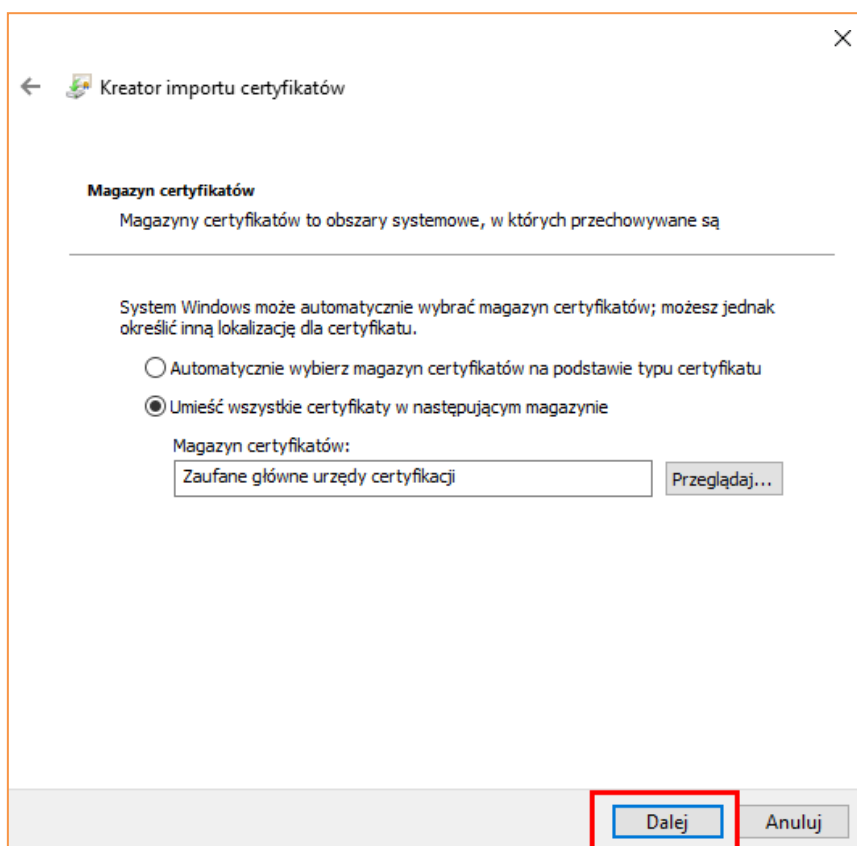 Kreator importu certyfikatów
Magazyn certyfikatów
Magazyny certyfikatów to obszary systemowe, w których przechowywane są
System Windows może automatycznie wybrać magazyn certyfikatów; możesz jednak
określić inną lokalizację dla certyfikatu.
Automatycznie wybierz magazyn certyfikatów na podstawie typu certyfikatu
Umieść wszystkie certyfikaty w następującym magazynie
Magazyn certyfikatów:
Zaufane główne urzędy certyfikacji
Przeglądaj...
Dalej
Anuluj